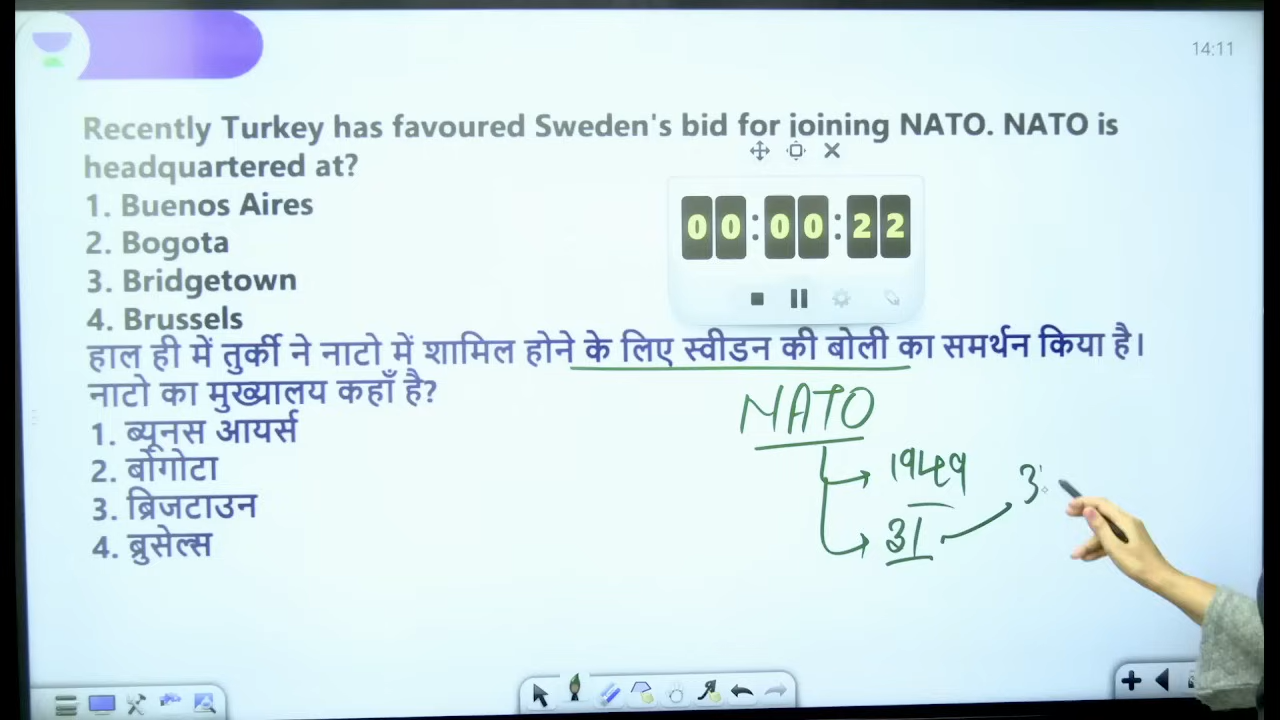 14:11
Recently Turkey has favoured Sweden's bid for joining NATO. NATO is
headquartered at?
1. Buenos Aires
2. Bogota
3. Bridgetown
4. Brussels
00:00:22
हाल ही में तुर्की ने नाटो में शामिल होने के लिए स्वीडन की बोली का समर्थन किया है।
नाटो का मुख्यालय कहाँ है?
1. ब्यूनस आयर्स
2. बोगोटा
3. ब्रिजटाउन
4. ब्रुसेल्स
NATO
1949
31
3